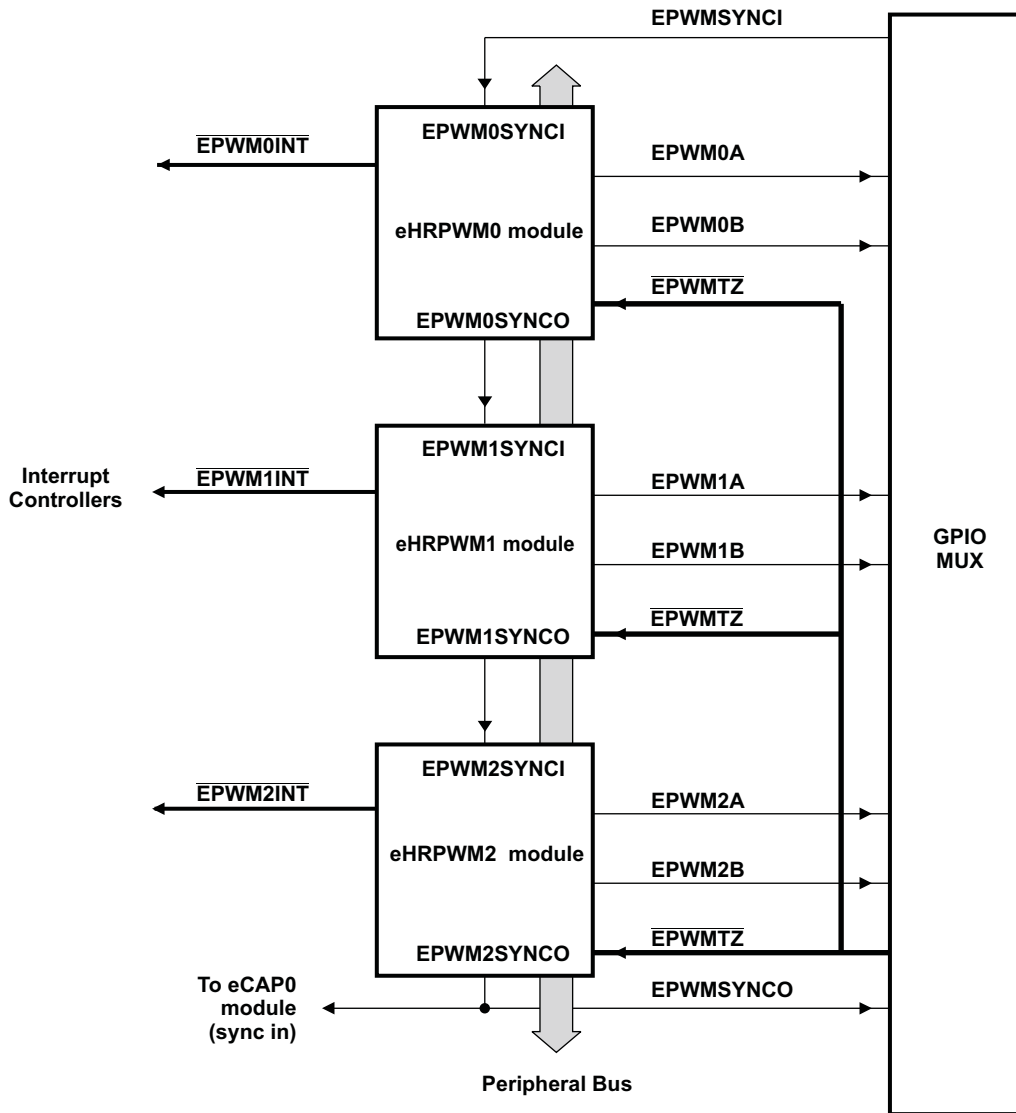 EPWMSYNCI
EPWM0SYNCI
EPWM0INT
EPWM0A
eHRPWM0 module
EPWM0B
EPWMTZ
EPWM0SYNCO
EPWM1SYNCI
Interrupt
Controllers
EPWM1INT
EPWM1A
eHRPWM1 module
EPWM1B
GPIO
MUX
EPWMTZ
EPWM1SYNCO
EPWM2SYNCI
EPWM2INT
EPWM2A
eHRPWM2 module
EPWM2B
EPWMTZ
EPWM2SYNCO
To eCAP0
module
(sync in)
EPWMSYNCO
Peripheral Bus